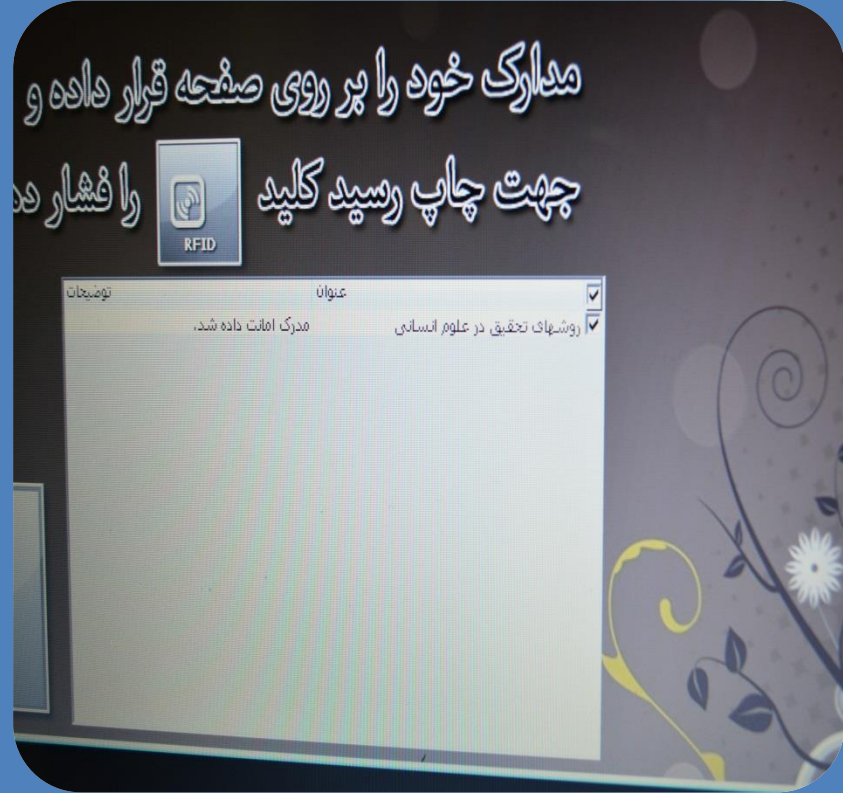 مدارک خود را بر روی صفحه قرار داده و
جهت چاپ رسید کلید RFID را فشار
عنوان توضیحات
روشهای تحقیق در علوم انسانی مدرک امانت داده شد.